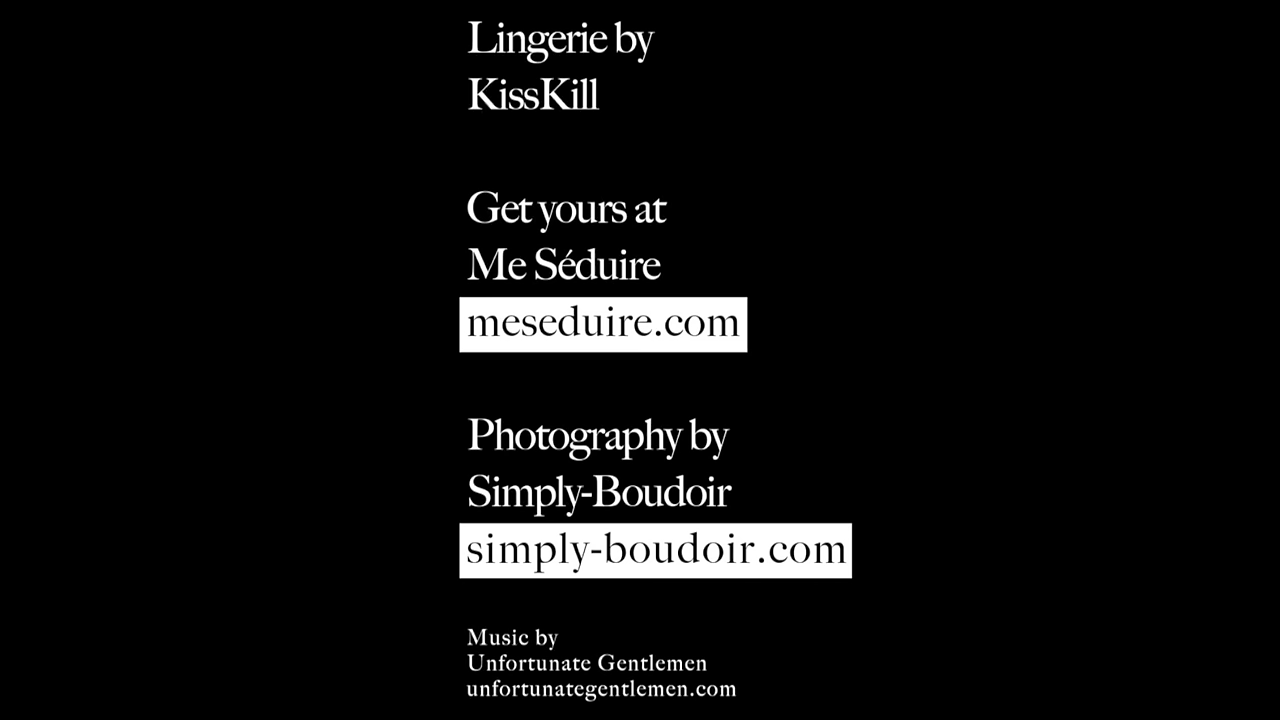 Lingerie by
KissKill
Get yours at
Me Séduire
meseduire.com
Photography by
Simply-Boudoir
simply-boudoir.com
Music by
Unfortunate Gentlemen
unfortunategentlemen.com